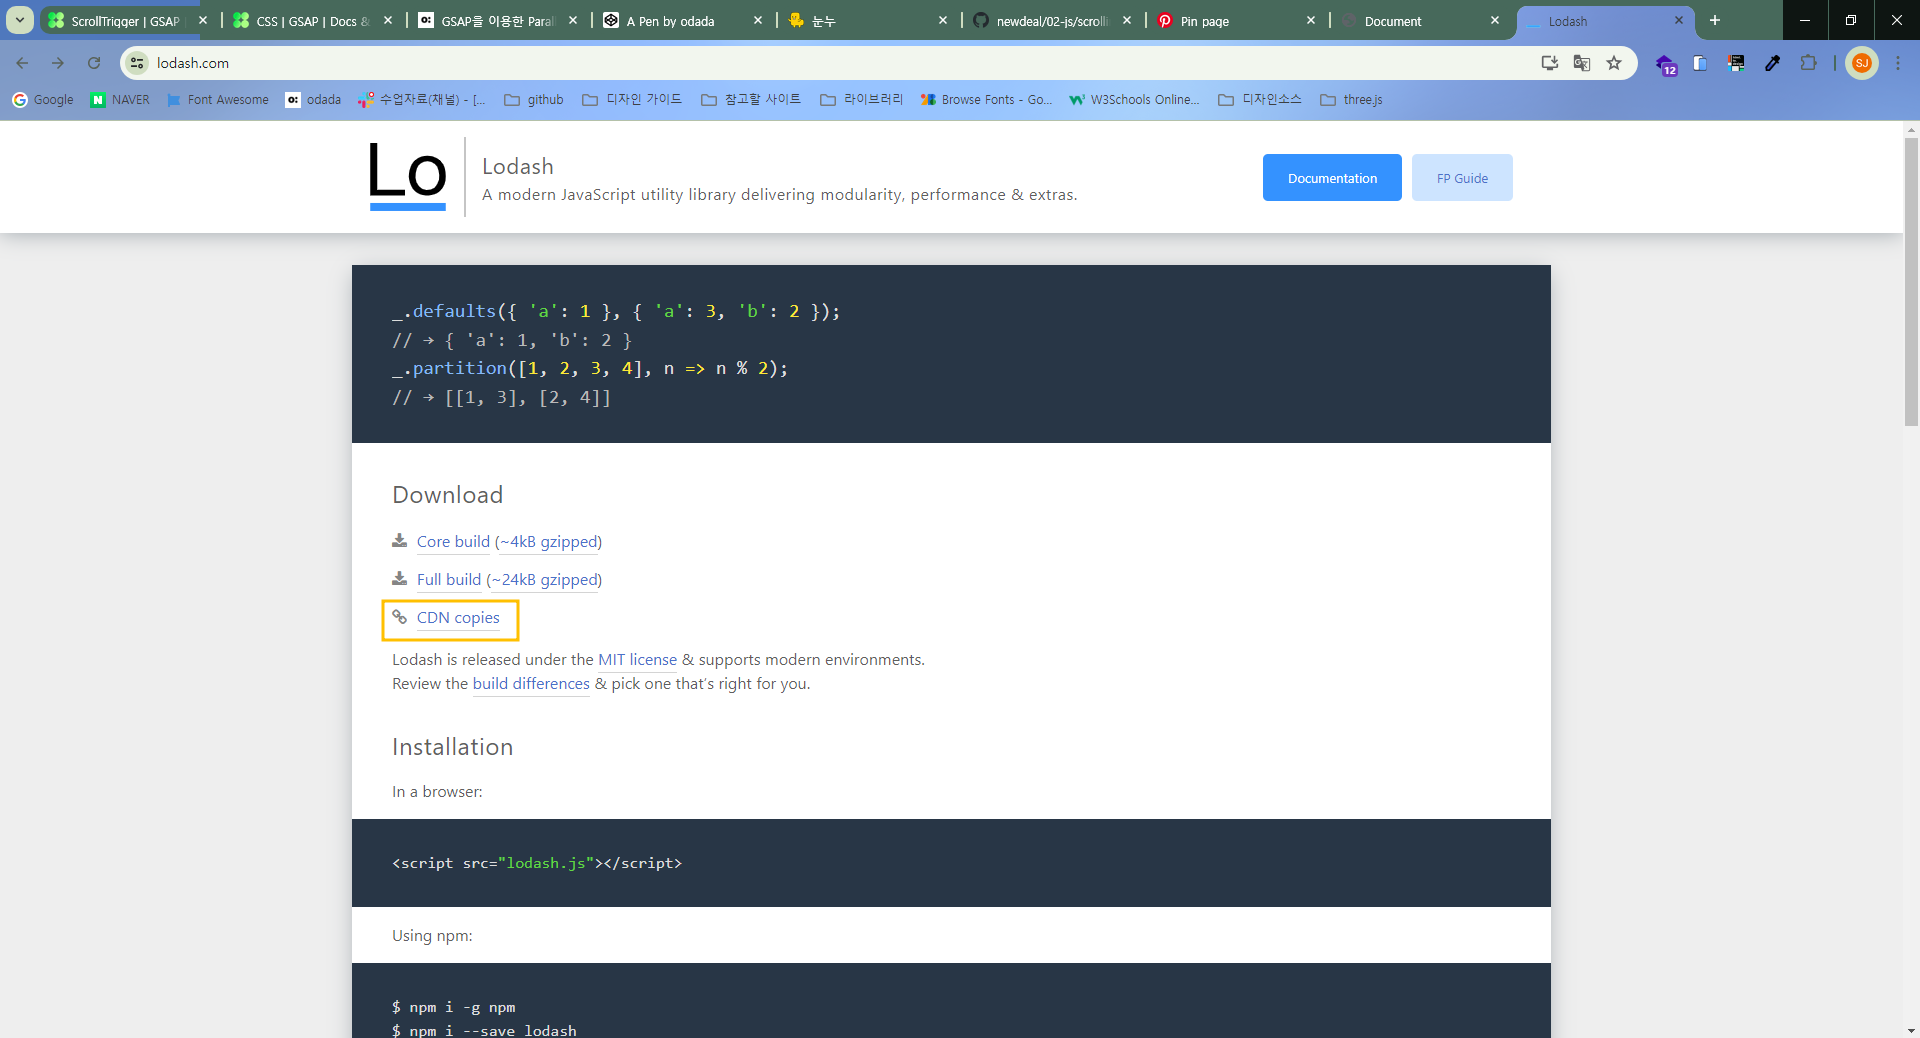 ScrollTrigger | GSAP
CSS | GSAP | Docs &
GSAP을 이용한 Paral
A Pen by odada
눈누
newdeal/02-js/scrolli
Pin page
Document
Lodash
lodash.com
12
SJ
Google
NAVER
Font Awesome
odada
수업자료(채널) - [...
github
디자인 가이드
참고할 사이트
라이브러리
Browse Fonts - Go...
W3Schools Online...
디자인소스
three.js
Lo
Lodash
A modern JavaScript utility library delivering modularity, performance & extras.
Documentation
FP Guide
_.defaults({ 'a': 1 }, { 'a': 3, 'b': 2 });
// → { 'a': 1, 'b': 2 }
_.partition([1, 2, 3, 4], n => n % 2);
// → [[1, 3], [2, 4]]
Download
Core build (~4kB gzipped)
Full build (~24kB gzipped)
CDN copies
Lodash is released under the MIT license & supports modern environments.
Review the build differences & pick one that’s right for you.
Installation
In a browser:
<script src="lodash.js"></script>
Using npm:
$ npm i -g npm
$ npm i --save lodash